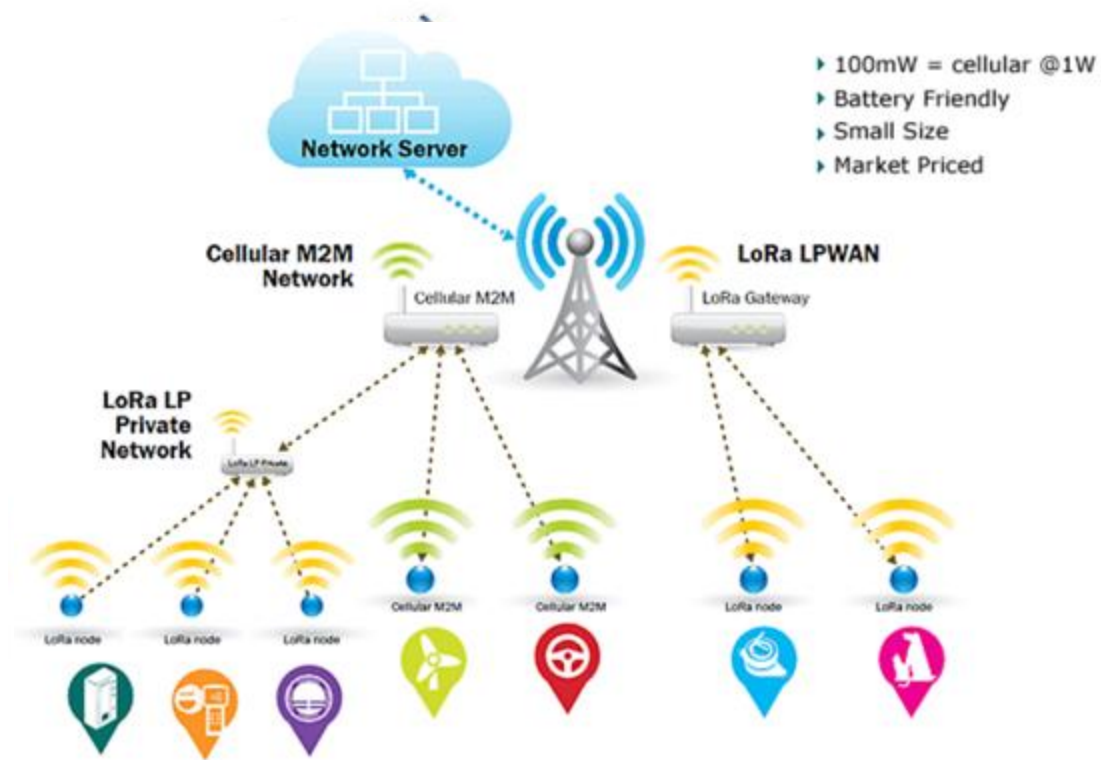 100mW = cellular @1W
Battery Friendly
Small Size
Market Priced
Network Server
Cellular M2M
Network
Cellular M2M
LoRa LPWAN
LoRa Gateway
LoRa LP
Private
Network
LoRa LP Private
LoRa node
LoRa node
LoRa node
Cellular M2M
Cellular M2M
LoRa node
LoRa node